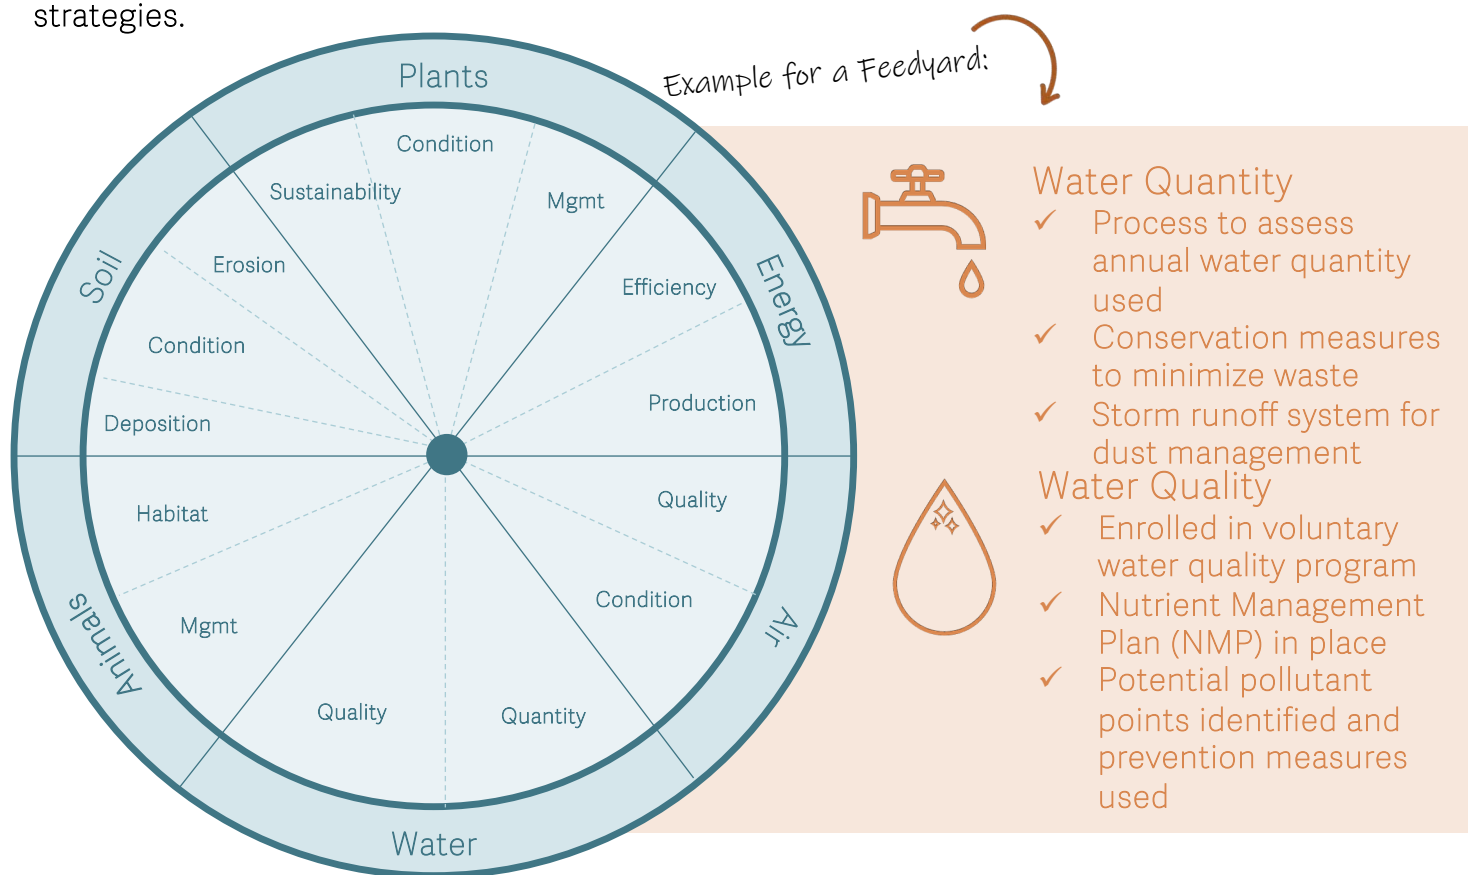 strategies.
Plants
Example for a Feedyard:
Condition
Sustainability
Mgmt
Soil
Erosion
Efficiency
Energy
Condition
Production
Deposition
Habitat
Quality
Animals
Mgmt
Condition
Air
Quality
Quantity
Water
Water Quantity
✓ Process to assess
annual water quantity
used
✓ Conservation measures
to minimize waste
✓ Storm runoff system for
dust management
Water Quality
✓ Enrolled in voluntary
water quality program
✓ Nutrient Management
Plan (NMP) in place
✓ Potential pollutant
points identified and
prevention measures
used